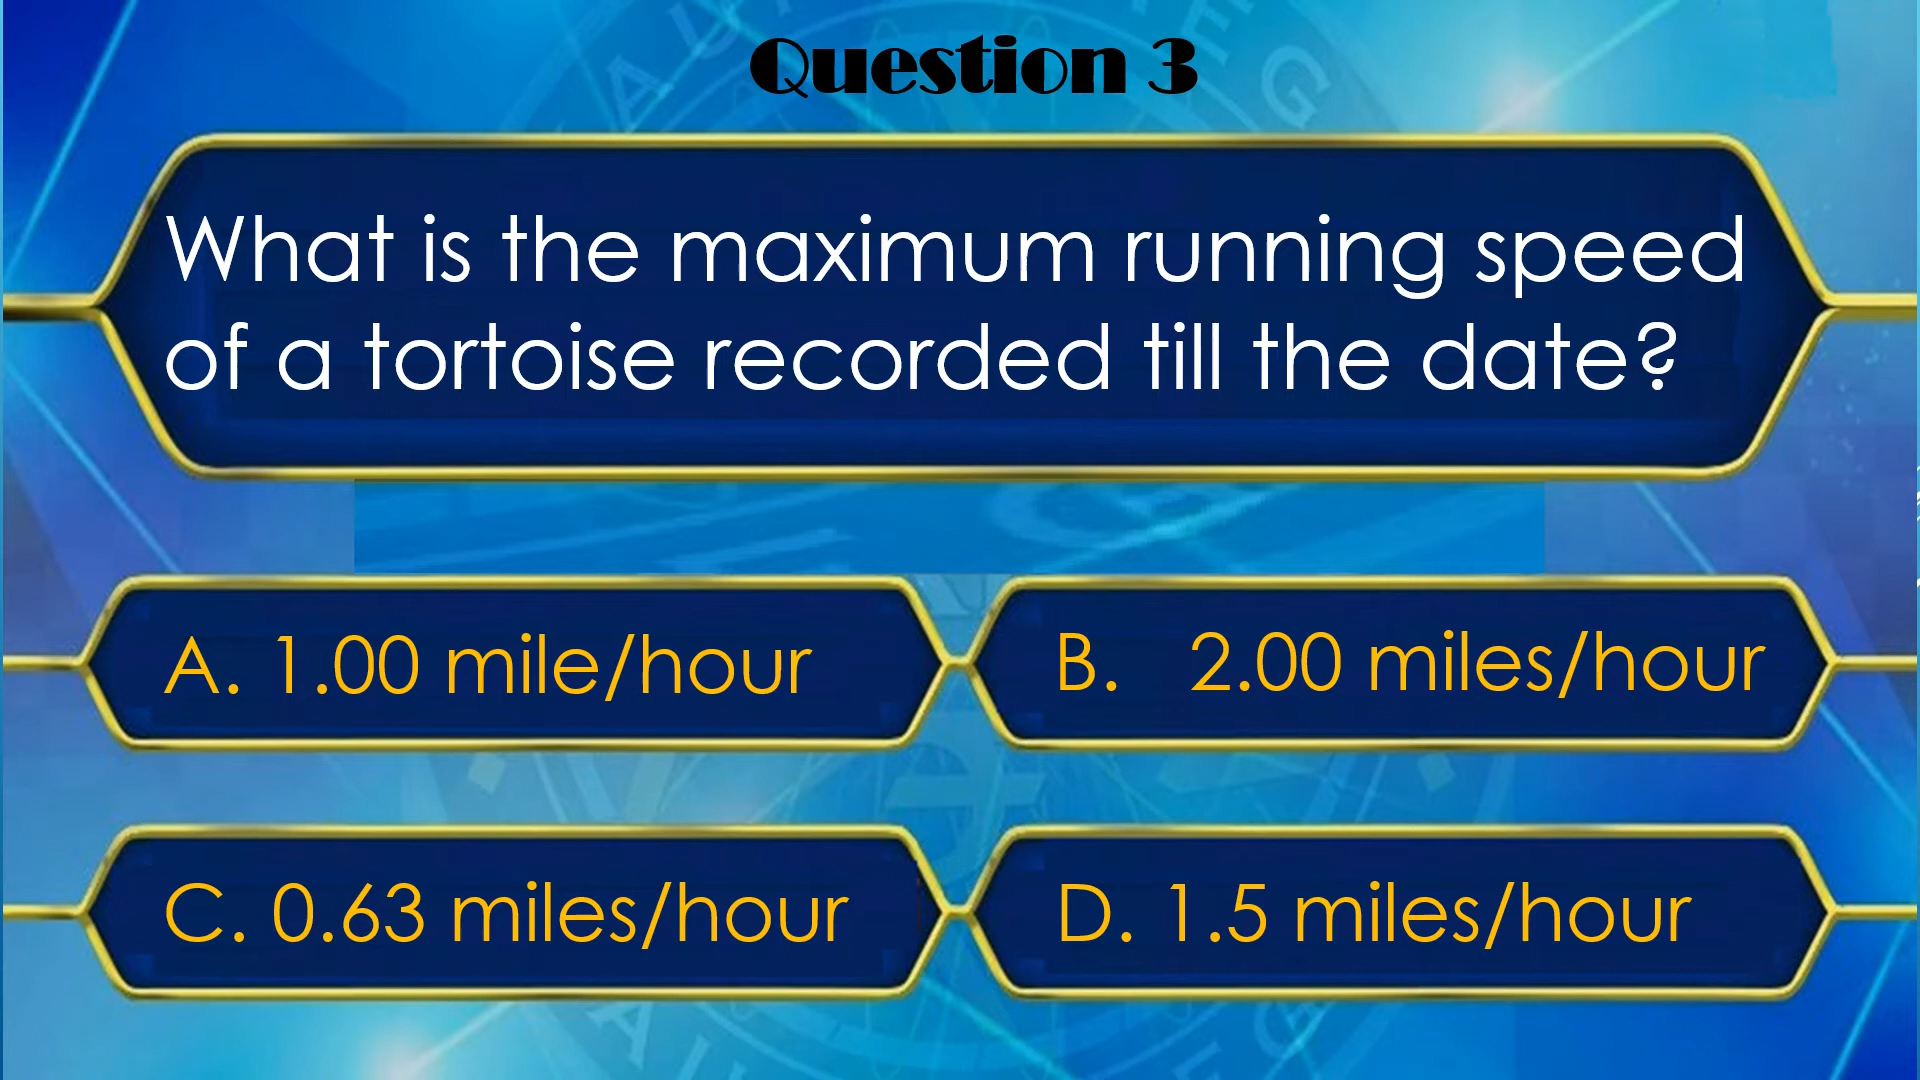 Question 3
What is the maximum running speed
of a tortoise recorded till the date?
A. 1.00 mile/hour
B. 2.00 miles/hour
C. 0.63 miles/hour
D. 1.5 miles/hour